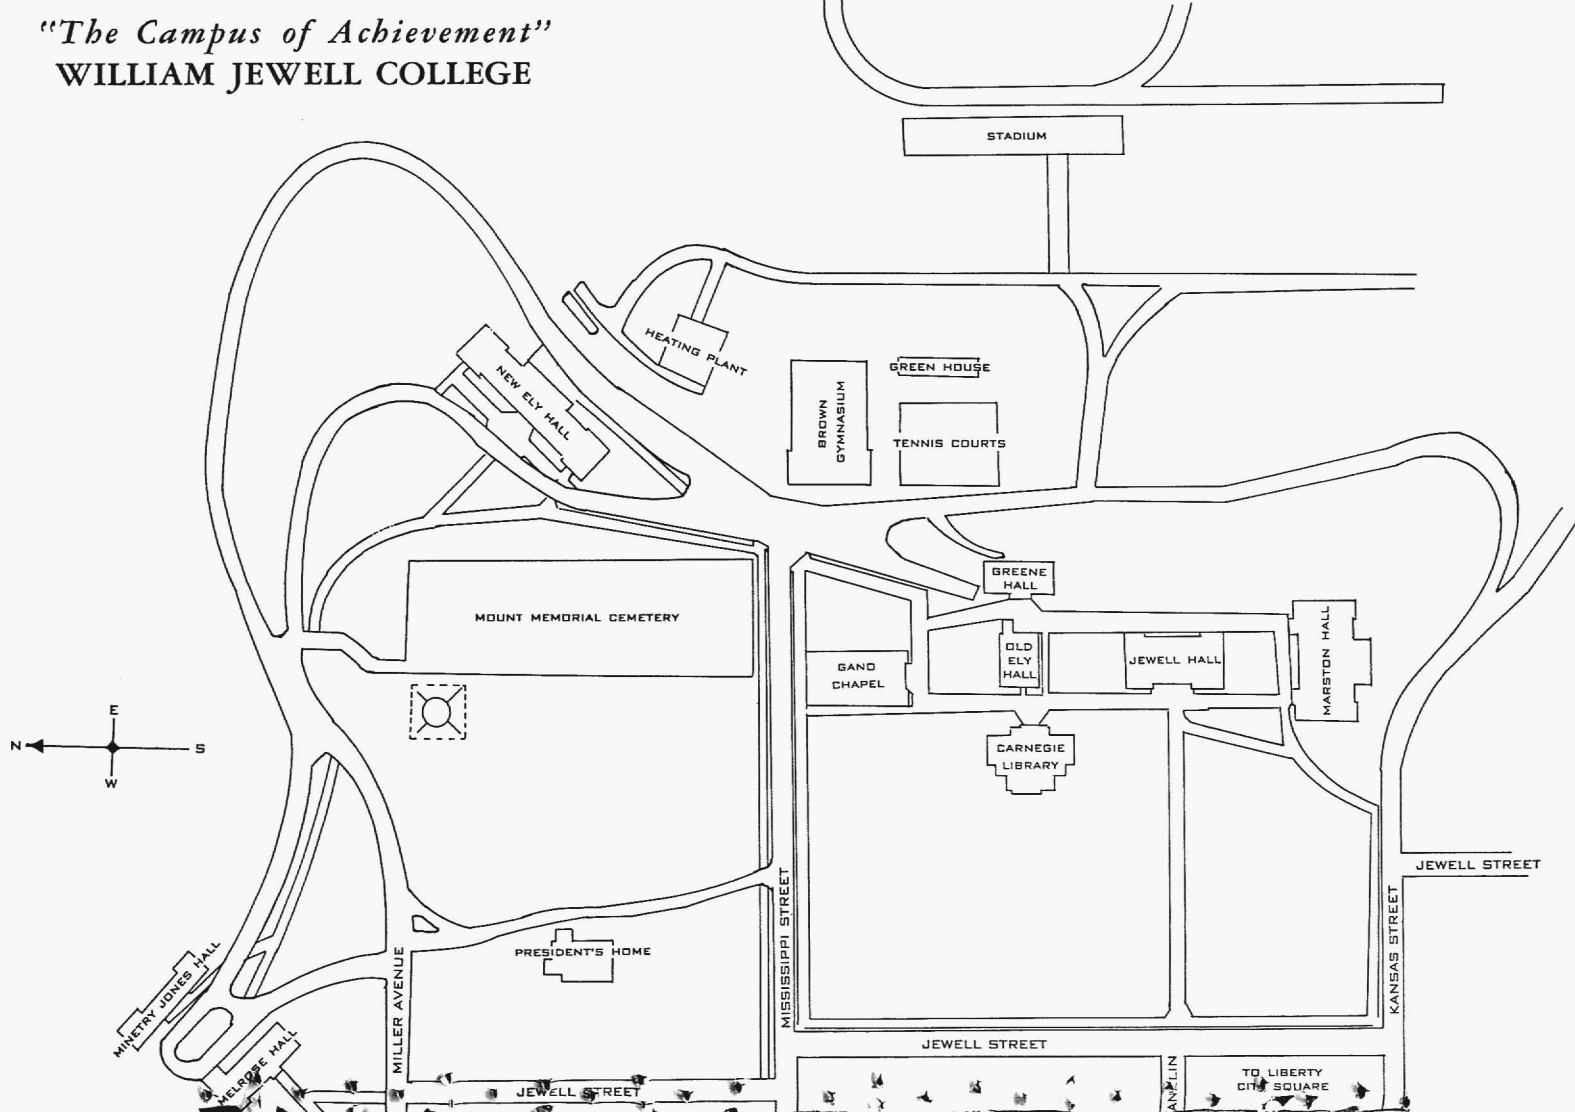 "The Campus of Achievement"
WILLIAM JEWELL COLLEGE
STADIUM
HEATING PLANT
NEW ELY HALL
BROWN
GYMNASIUM
GREEN HOUSE
TENNIS COURTS
GREENE
HALL
MOUNT MEMORIAL CEMETERY
GANO
CHAPEL
OLD
ELY
HALL
JEWELL HALL
MARSTON HALL
E
N
S
W
CARNEGIE
LIBRARY
JEWELL STREET
MISSISSIPPI STREET
KANSAS STREET
PRESIDENT'S HOME
MINETRY JONES HALL
MILLER AVENUE
MELROSE HALL
JEWELL STREET
JEWELL STREET
TO LIBERTY
CITY SQUARE